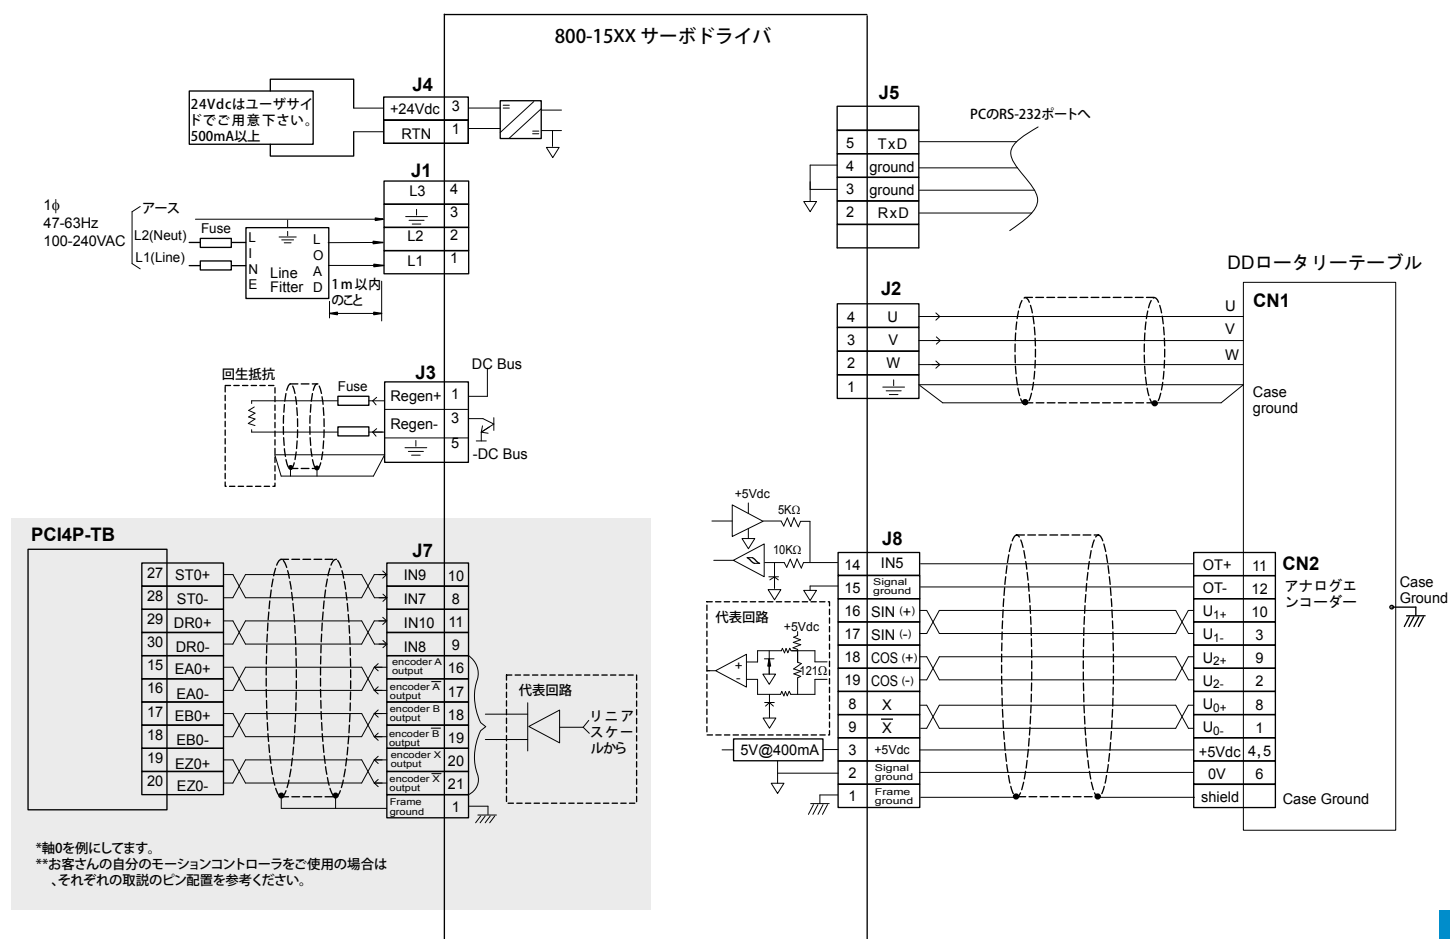 800-15XX サーボドライバ
24Vdcはユーザサイ
ドでご用意下さい。
500mA以上
J4
+24Vdc 3
RTN 1
=
=
J1
L3 4
3
L2 2
L1 1
1ϕ
47-63Hz
100-240VAC
アース
L2(Neut)
L1(Line)
Fuse
LINE
Line
Fitter
LOAD
1m以内
のこと
回生抵抗
Fuse
J3
DC Bus
Regen+ 1
Regen- 3
5
-DC Bus
PCI4P-TB
J7
27 ST0+ IN9 10
28 ST0- IN7 8
29 DR0+ IN10 11
30 DR0- IN8 9
15 EA0+ encoder A output 16
16 EA0- encoder A̅ output 17
17 EB0+ encoder B output 18
18 EB0- encoder B̅ output 19
19 EZ0+ encoder X output 20
20 EZ0- encoder X̅ output 21
Frame ground 1
代表回路
リニア
スケー
ルから
*軸0を例にしてます。
**お客さんの自分のモーションコントローラをご使用の場合は
、それぞれの取説のピン配置を参考ください。
J5
PCのRS-232ポートへ
5 TxD
4 ground
3 ground
2 RxD
DDロータリーテーブル
J2
CN1
4 U U
3 V V
2 W W
1
Case
ground
+5Vdc
5KΩ
10KΩ
代表回路
+5Vdc
+
-
121Ω
5V@400mA
J8
CN2
アナログエ
ンコーダー
14 IN5 OT+ 11
15 Signal ground OT- 12
16 SIN (+) U1+ 10
17 SIN (-) U1- 3
18 COS (+) U2+ 9
19 COS (-) U2- 2
8 X U0+ 8
9 X̅ U0- 1
3 +5Vdc +5Vdc 4,5
2 Signal ground 0V 6
1 Frame ground shield
Case Ground
Case
Ground